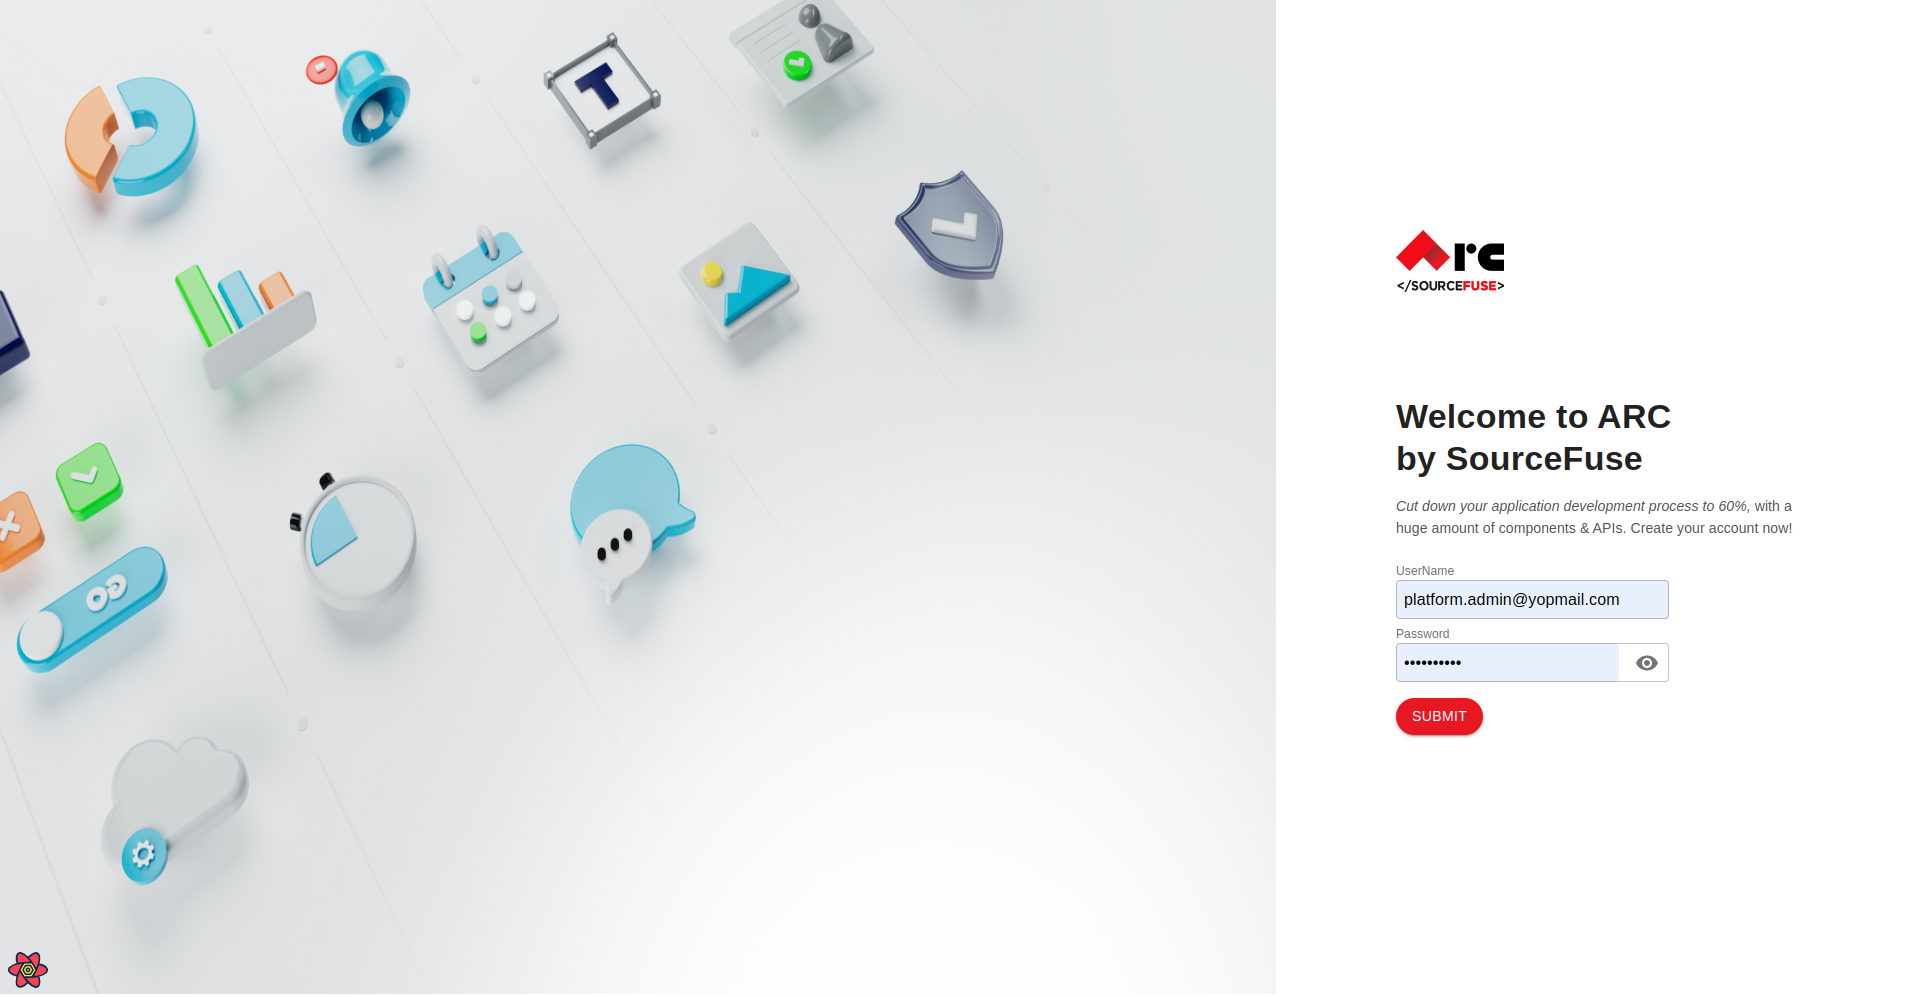 T
Arc
</SOURCEFUSE>
Welcome to ARC
by SourceFuse
Cut down your application development process to 60%, with a
huge amount of components & APIs. Create your account now!
UserName
platform.admin@yopmail.com
Password
••••••••••
SUBMIT